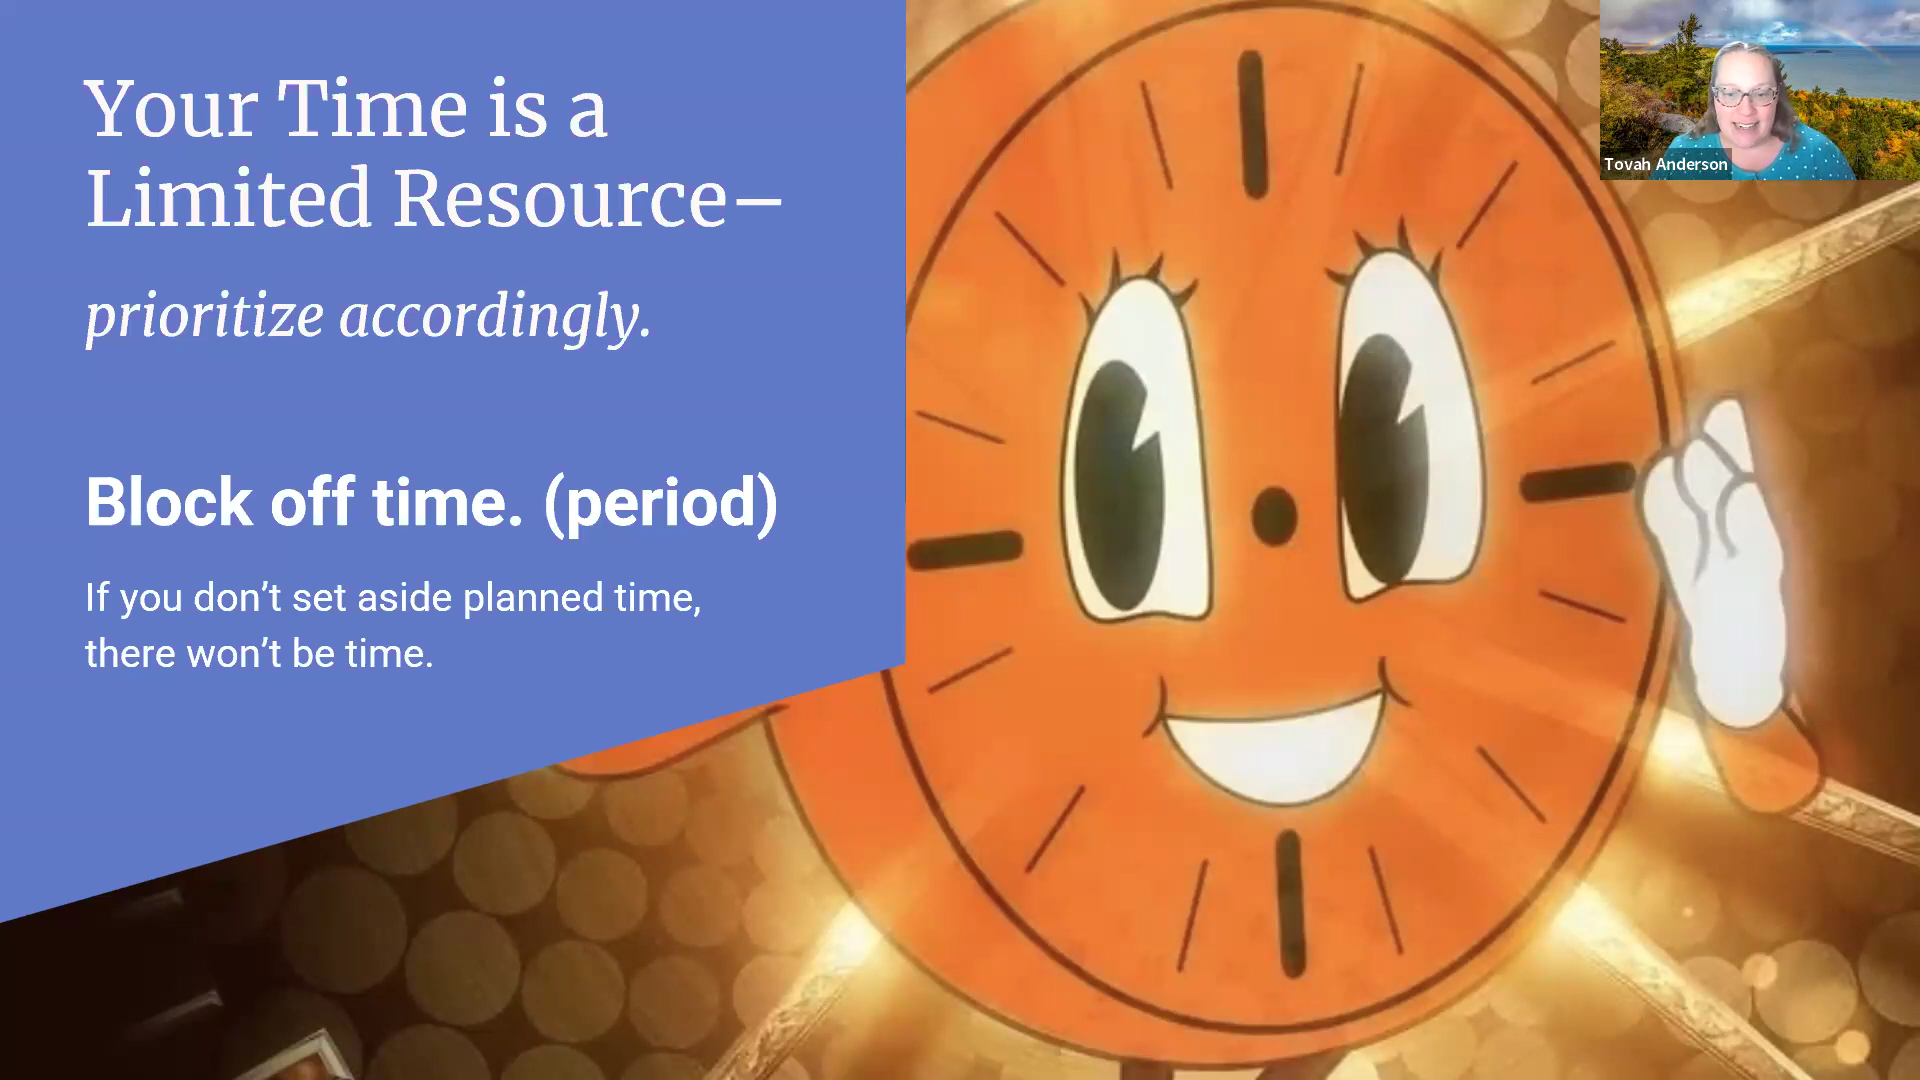 Your Time is a
Limited Resource–
prioritize accordingly.
Block off time. (period)
If you don’t set aside planned time,
there won’t be time.
Tovah Anderson